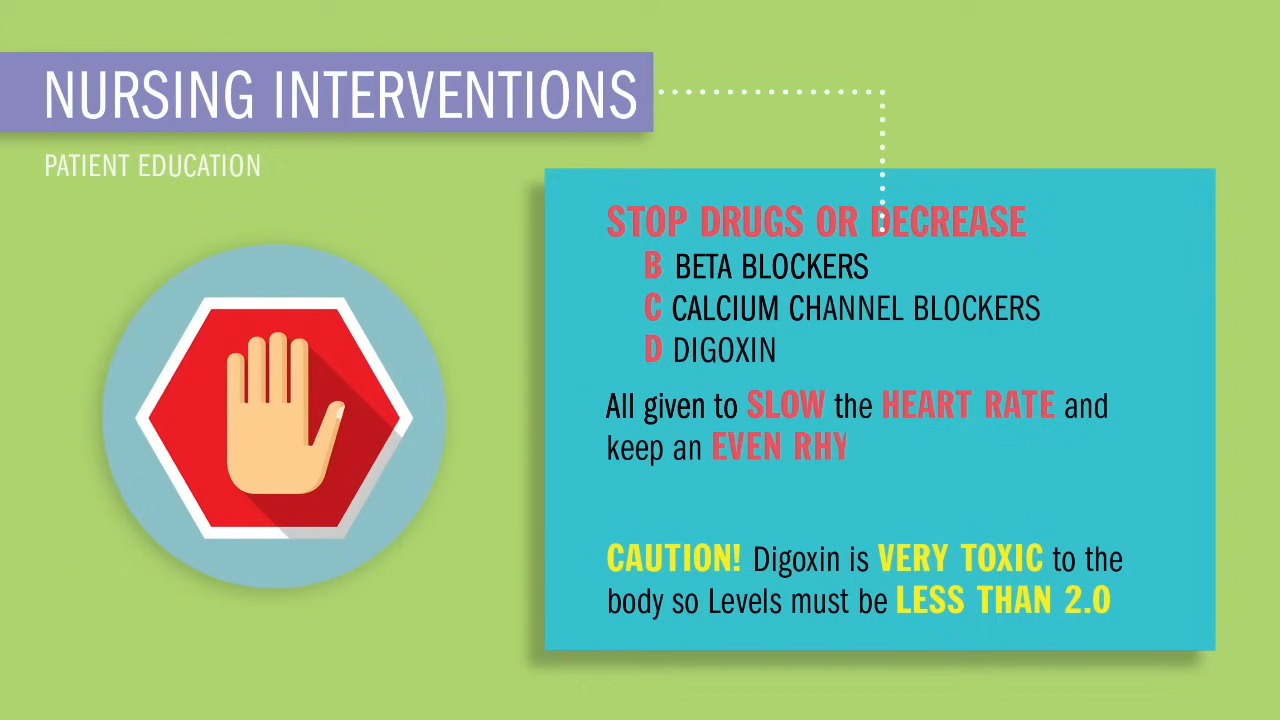 NURSING INTERVENTIONS
PATIENT EDUCATION
STOP DRUGS OR DECREASE
B BETA BLOCKERS
C CALCIUM CHANNEL BLOCKERS
D DIGOXIN
All given to SLOW the HEART RATE and
keep an EVEN RHY
CAUTION! Digoxin is VERY TOXIC to the
body so Levels must be LESS THAN 2.0